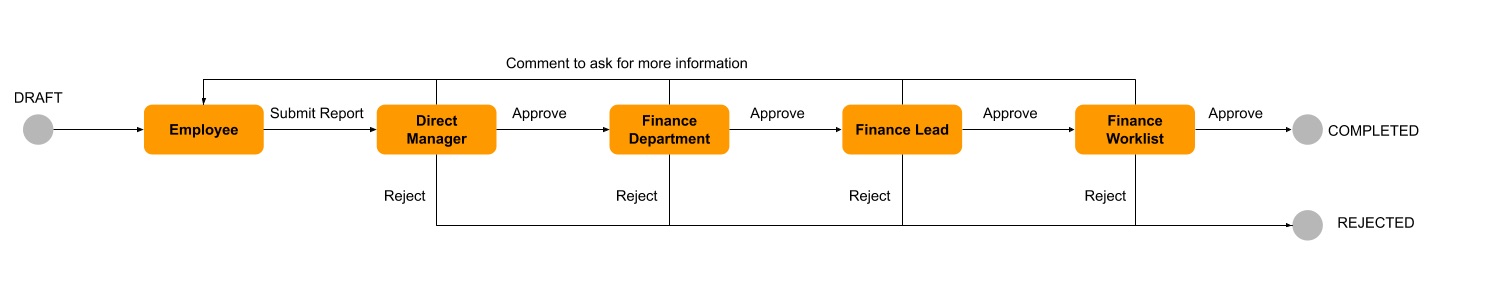 Comment to ask for more information
DRAFT
Employee
Submit Report
Direct
Manager
Approve
Finance
Department
Approve
Finance Lead
Approve
Finance
Worklist
Approve
COMPLETED
Reject
Reject
Reject
Reject
REJECTED